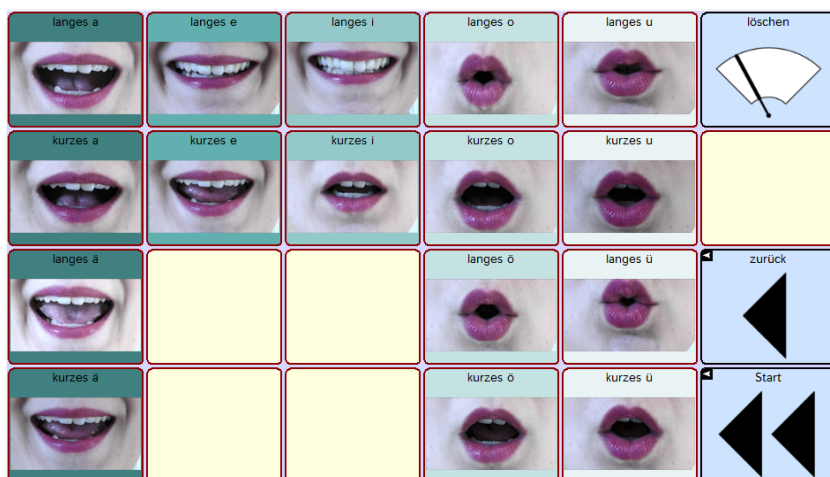 langes a
langes e
langes i
langes o
langes u
löschen
kurzes a
kurzes e
kurzes i
kurzes o
kurzes u
langes ä
langes ö
langes ü
zurück
kurzes ä
kurzes ö
kurzes ü
Start